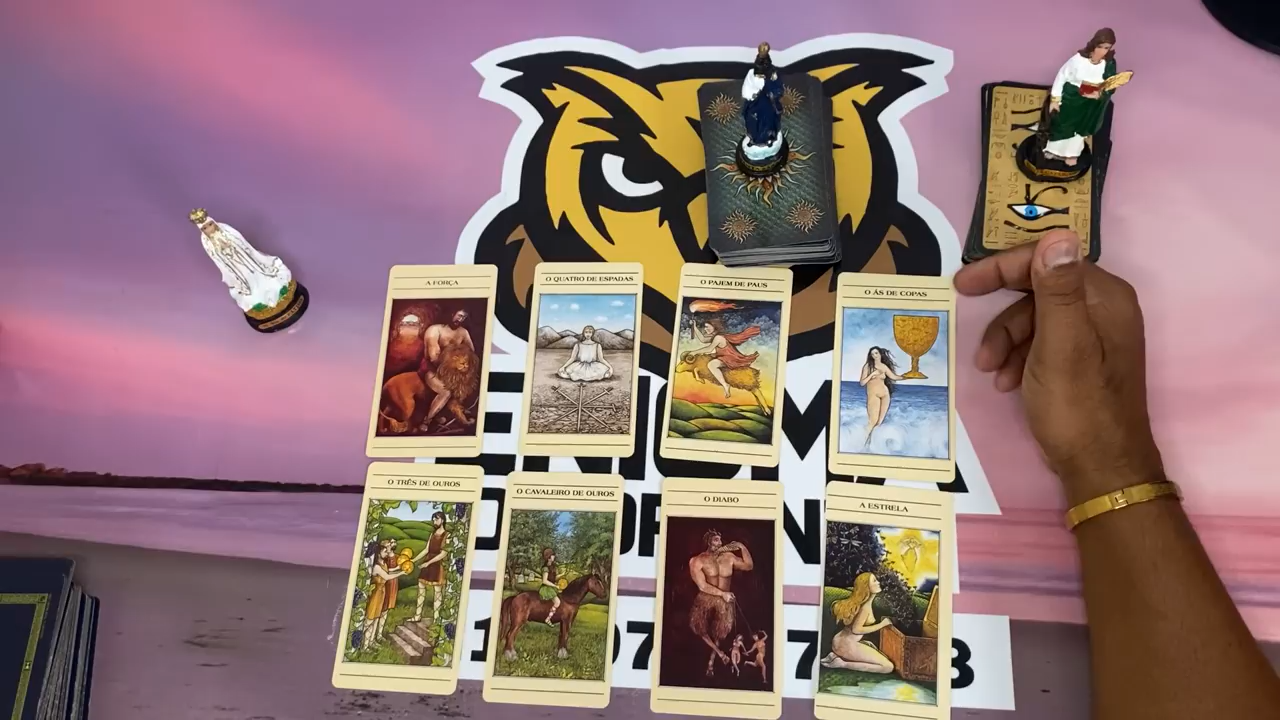 A FORÇA
O QUATRO DE ESPADAS
O PAJEM DE PAUS
O ÁS DE COPAS
O TRÊS DE OUROS
O CAVALEIRO DE OUROS
O DIABO
A ESTRELA